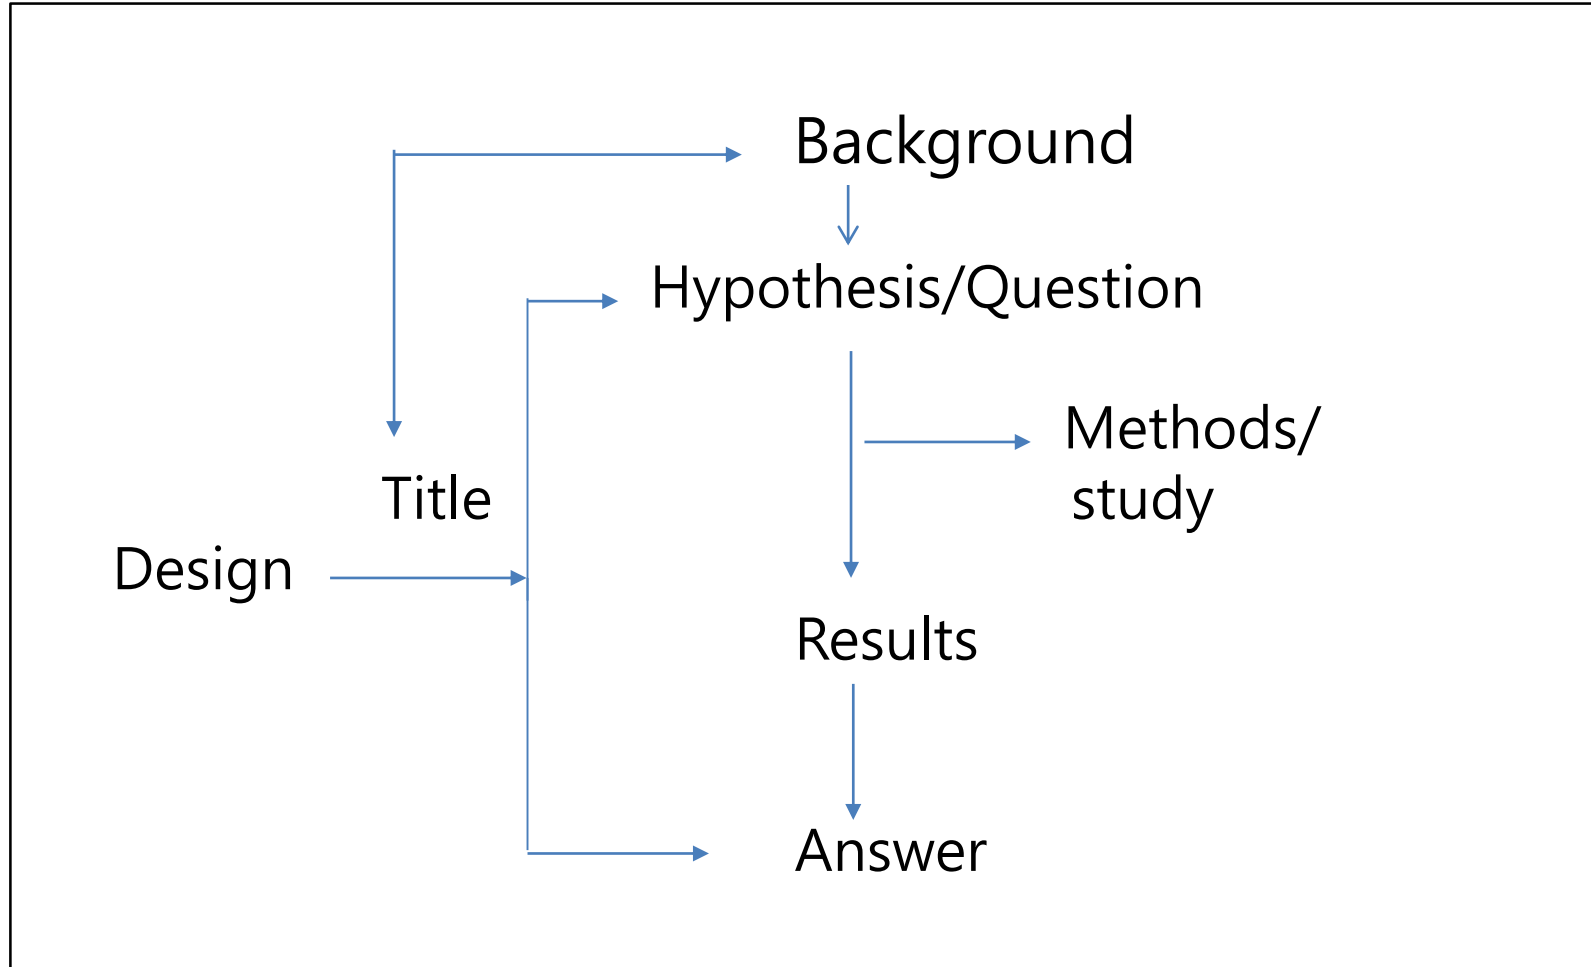 Background
Hypothesis/Question
Methods/
study
Title
Design
Results
Answer